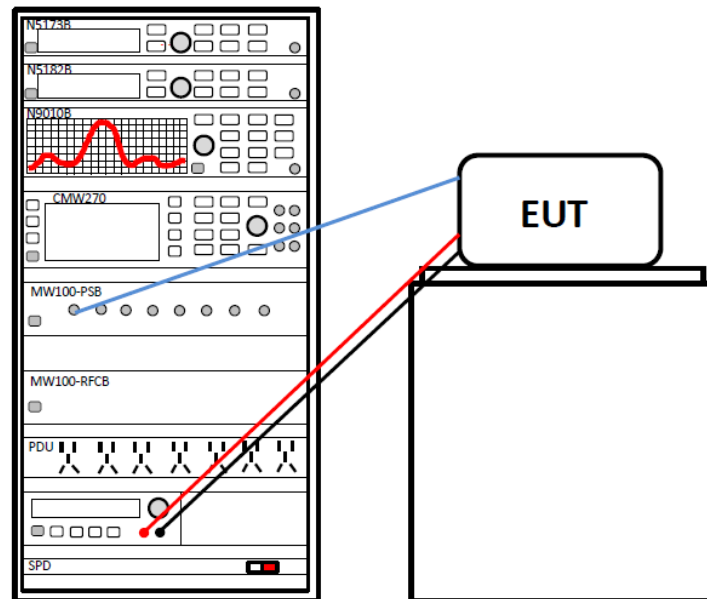 N5173B
N5182B
N9010B
CMW270
EUT
MW100-PSB
MW100-RFCB
PDU
SPD